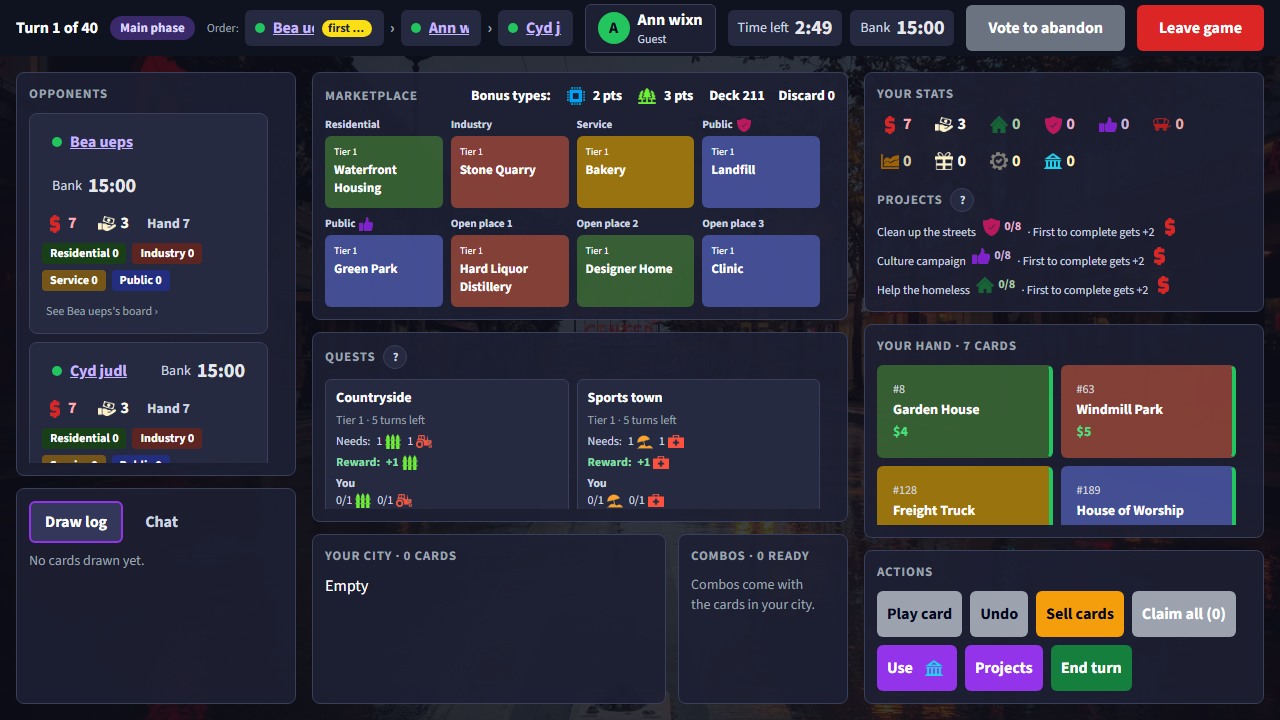 Turn 1 of 40 Main phase Order: Bea u first ... › Ann w › Cyd j
A Ann wixn
Guest
Time left 2:49 Bank 15:00 Vote to abandon Leave game
OPPONENTS
Bea ueps
Bank 15:00
7 3 Hand 7
Residential 0 Industry 0
Service 0 Public 0
See Bea ueps's board ›
Cyd judl Bank 15:00
7 3 Hand 7
Residential 0 Industry 0
Draw log Chat
No cards drawn yet.
MARKETPLACE Bonus types: 2 pts 3 pts Deck 211 Discard 0
Residential Industry Service Public
Tier 1 Tier 1 Tier 1 Tier 1
Waterfront Housing Stone Quarry Bakery Landfill
Public Open place 1 Open place 2 Open place 3
Tier 1 Tier 1 Tier 1 Tier 1
Green Park Hard Liquor Distillery Designer Home Clinic
QUESTS ?
Countryside
Tier 1 · 5 turns left
Needs: 1 1
Reward: +1
You
0/1 0/1
Sports town
Tier 1 · 5 turns left
Needs: 1 1
Reward: +1
You
0/1 0/1
YOUR CITY · 0 CARDS
Empty
COMBOS · 0 READY
Combos come with
the cards in your city.
YOUR STATS
7 3 0 0 0 0
0 0 0 0
PROJECTS ?
Clean up the streets 0/8 · First to complete gets +2
Culture campaign 0/8 · First to complete gets +2
Help the homeless 0/8 · First to complete gets +2
YOUR HAND · 7 CARDS
#8
Garden House
$4
#63
Windmill Park
$5
#128
Freight Truck
#189
House of Worship
ACTIONS
Play card Undo Sell cards Claim all (0)
Use Projects End turn